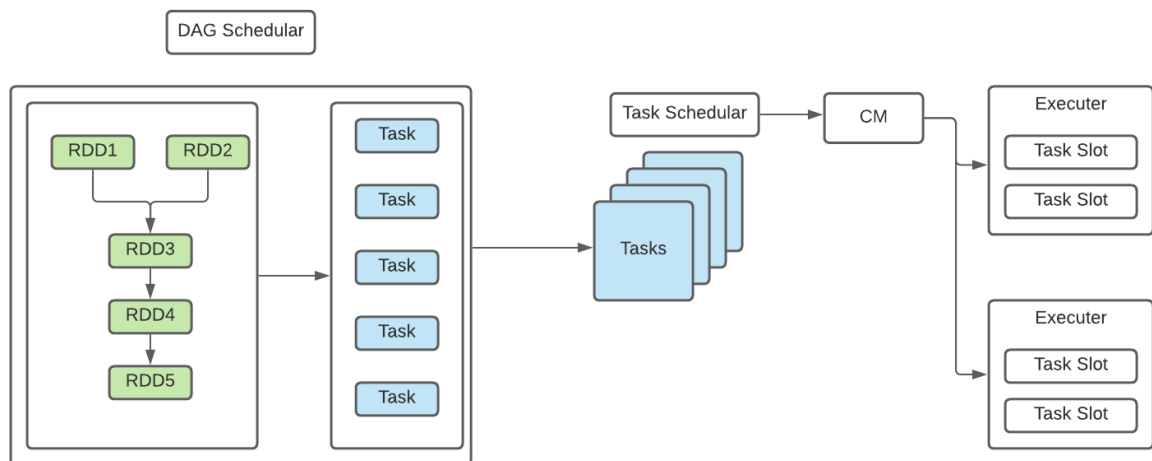 DAG Schedular
RDD1
RDD2
RDD3
RDD4
RDD5
Task
Task
Task
Task
Task
Task Schedular
Tasks
CM
Executer
Task Slot
Task Slot
Executer
Task Slot
Task Slot